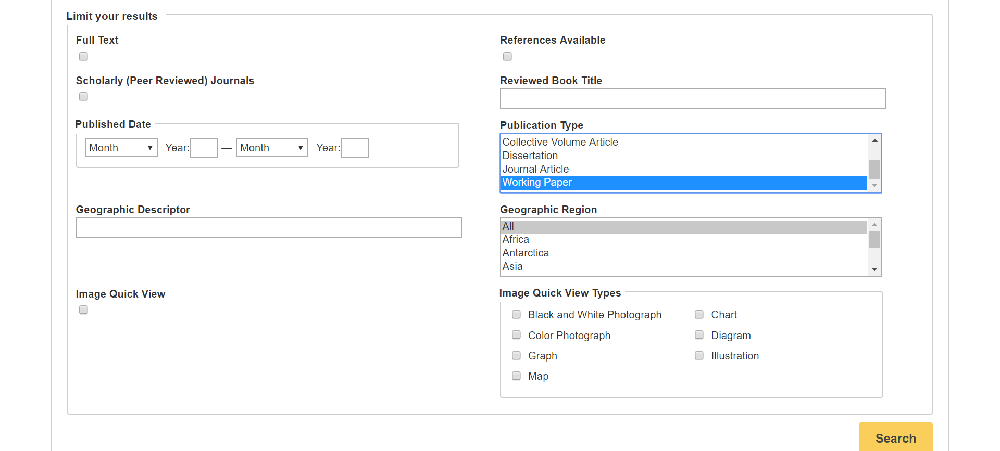 Limit your results
Full Text
References Available
Scholarly (Peer Reviewed) Journals
Reviewed Book Title
Published Date
Month Year: — Month Year:
Publication Type
Collective Volume Article
Dissertation
Journal Article
Working Paper
Geographic Descriptor
Geographic Region
All
Africa
Antarctica
Asia
Image Quick View
Image Quick View Types
Black and White Photograph
Chart
Color Photograph
Diagram
Graph
Illustration
Map
Search